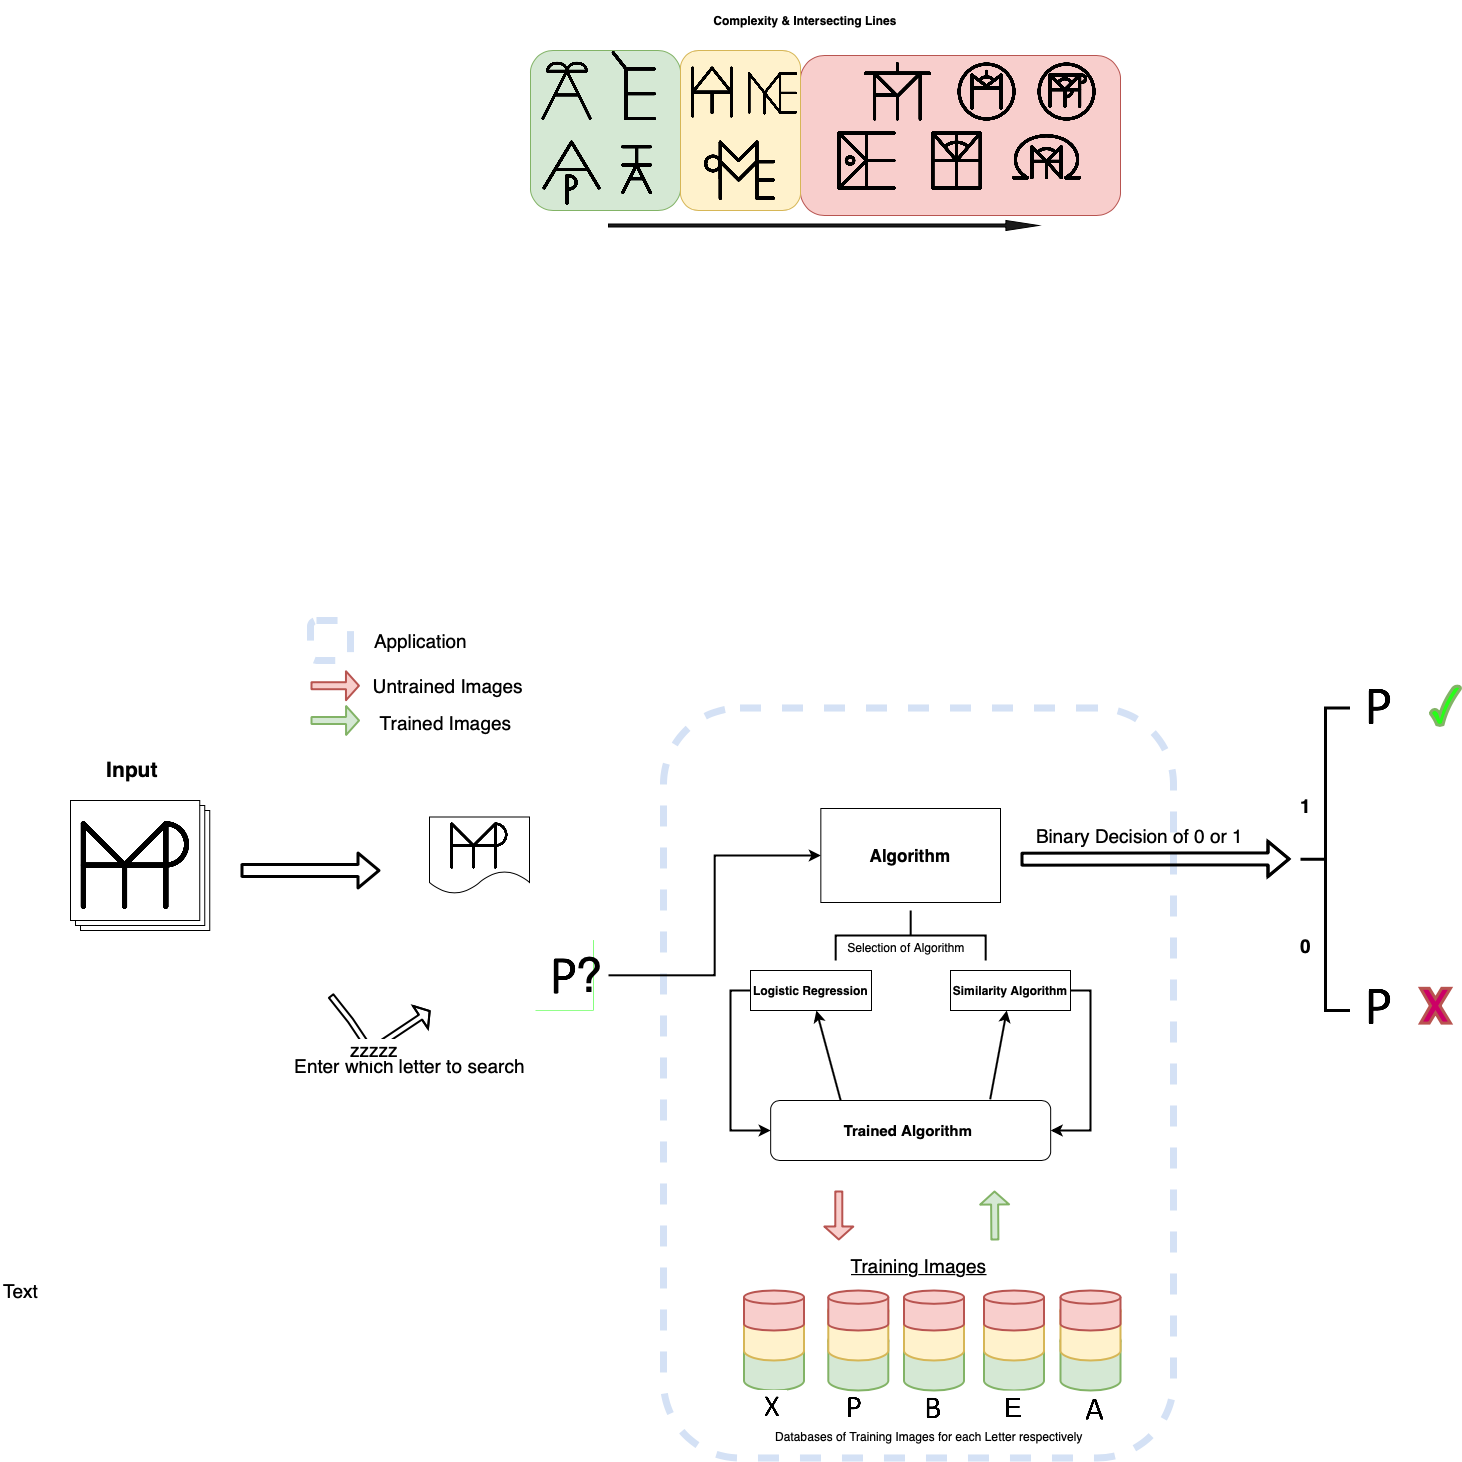 Complexity & Intersecting Lines
Application
Untrained Images
Trained Images
Input
P
1
Binary Decision of 0 or 1
Algorithm
0
P?
Selection of Algorithm
Logistic Regression
Similarity Algorithm
P
X
zzzzz
Enter which letter to search
Trained Algorithm
Training Images
Text
X P B E A
Databases of Training Images for each Letter respectively